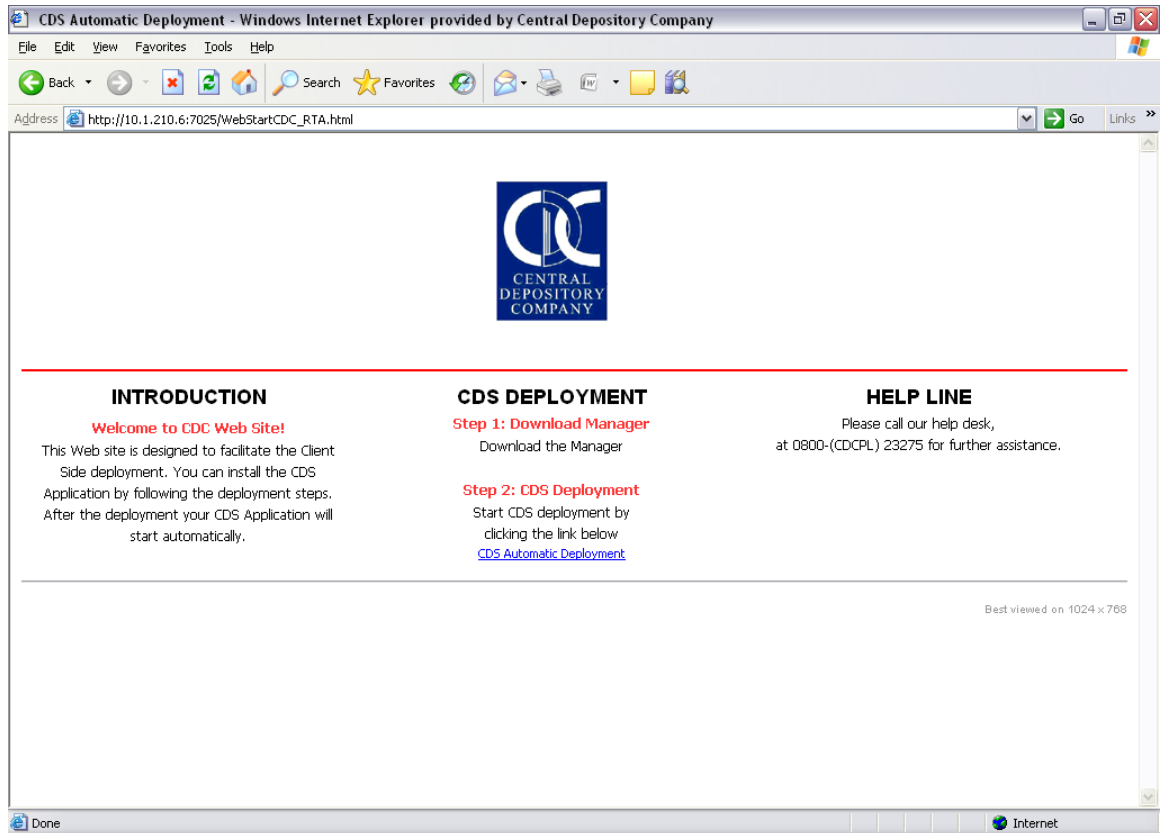 CDS Automatic Deployment - Windows Internet Explorer provided by Central Depository Company
File Edit View Favorites Tools Help
Back Search Favorites
Address http://10.1.210.6:7025/WebStartCDC_RTA.html Go Links »
CDC
CENTRAL
DEPOSITORY
COMPANY
INTRODUCTION
Welcome to CDC Web Site!
This Web site is designed to facilitate the Client
Side deployment. You can install the CDS
Application by following the deployment steps.
After the deployment your CDS Application will
start automatically.
CDS DEPLOYMENT
Step 1: Download Manager
Download the Manager
Step 2: CDS Deployment
Start CDS deployment by
clicking the link below
CDS Automatic Deployment
HELP LINE
Please call our help desk,
at 0800-(CDCPL) 23275 for further assistance.
Best viewed on 1024 x 768
Done Internet